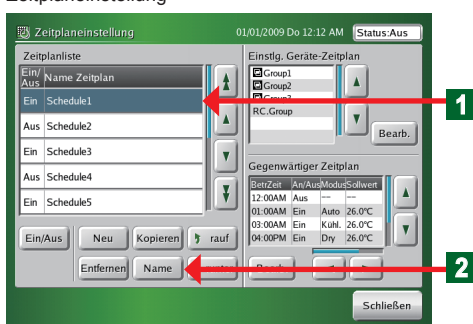 Zeitplaneinstellung
Zeitplaneinstellung 01/01/2009 Do 12:12 AM Status:Aus
Zeitplanliste
Ein/Aus Name Zeitplan
Ein Schedule1
Aus Schedule2
Ein Schedule3
Aus Schedule4
Ein Schedule5
Ein/Aus Neu Kopieren rauf
Entfernen Name
Einstlg. Geräte-Zeitplan
Group1
Group2
RC.Group
Bearb.
Gegenwärtiger Zeitplan
BetrZeit An/Aus Modus Sollwert
12:00AM Aus -- --
01:00AM Ein Auto 26.0°C
03:00AM Ein Kühl. 26.0°C
04:00PM Ein Dry 26.0°C
Schließen
1
2